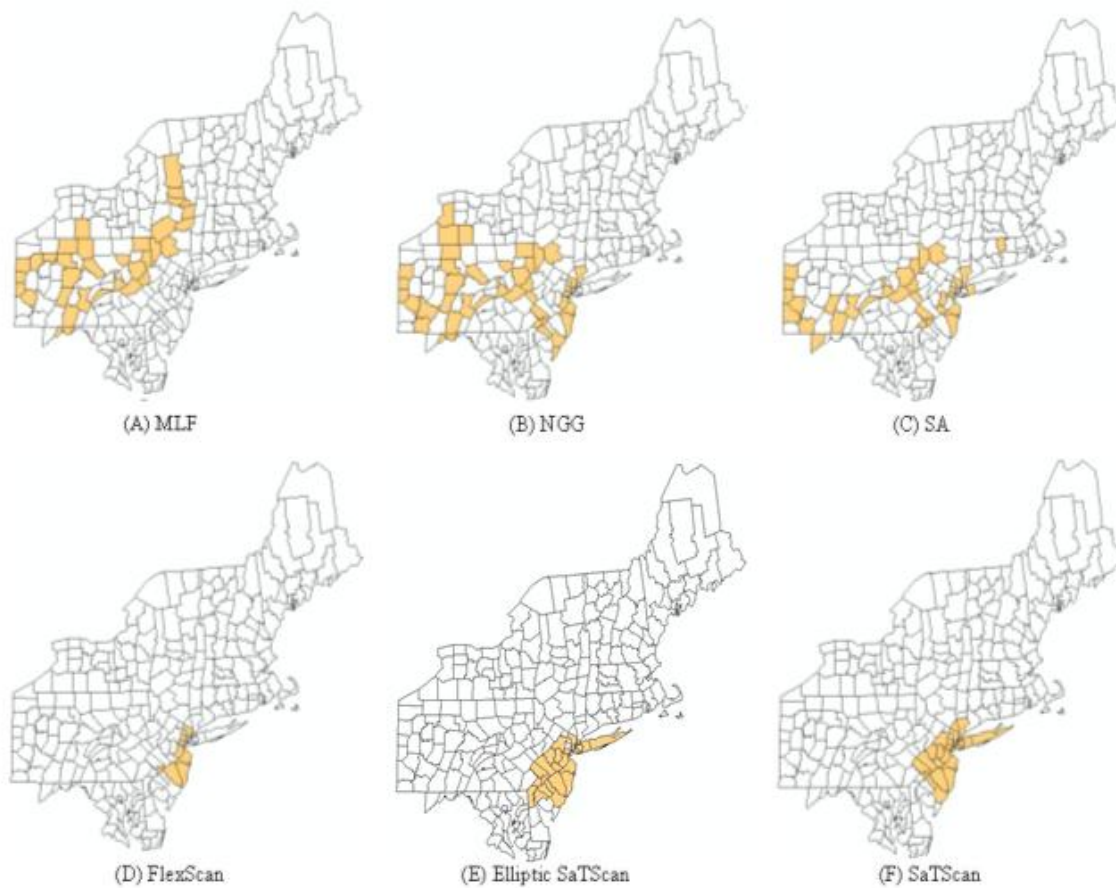 (A) MLF
(B) NGG
(C) SA
(D) FlexScan
(E) Elliptic SaTScan
(F) SaTScan